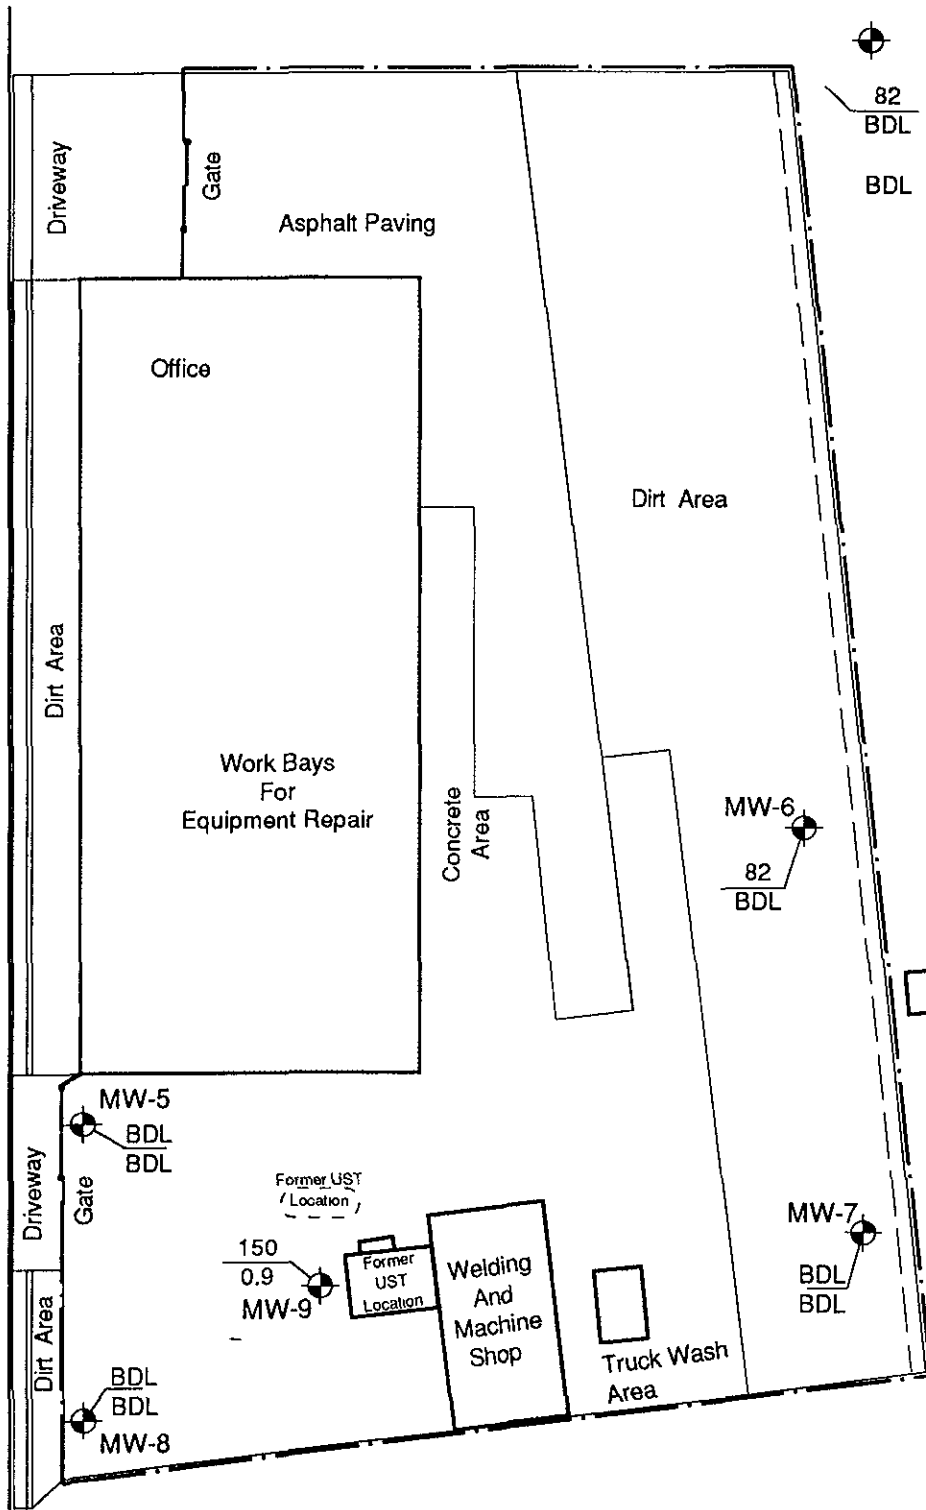 82
BDL
BDL
Driveway
Gate
Asphalt Paving
Office
Dirt Area
Dirt Area
Work Bays
For
Equipment Repair
Concrete
Area
MW-6
82
BDL
MW-5
BDL
BDL
Driveway
Gate
Former UST
Location
MW-7
BDL
BDL
150
0.9
MW-9
Former
UST
Location
Welding
And
Machine
Shop
Truck Wash
Area
Dirt Area
BDL
BDL
MW-8